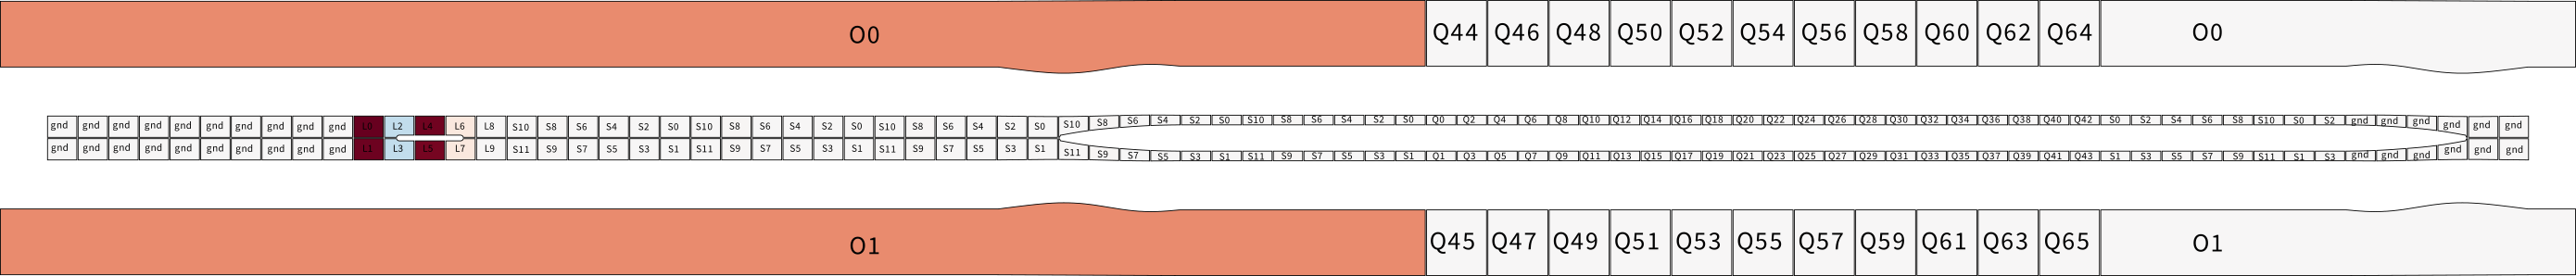 O0 Q44 Q46 Q48 Q50 Q52 Q54 Q56 Q58 Q60 Q62 Q64 O0
gnd gnd gnd gnd gnd gnd gnd gnd gnd gnd L0 L2 L4 L6 L8 S10 S8 S6 S4 S2 S0 S10 S8 S6 S4 S2 S0 S10 S8 S6 S4 S2 S0 S10 S8 S6 S4 S2 S0 S10 S8 S6 S4 S2 S0 Q0 Q2 Q4 Q6 Q8 Q10 Q12 Q14 Q16 Q18 Q20 Q22 Q24 Q26 Q28 Q30 Q32 Q34 Q36 Q38 Q40 Q42 S0 S2 S4 S6 S8 S10 S0 S2 gnd gnd gnd gnd gnd gnd
gnd gnd gnd gnd gnd gnd gnd gnd gnd gnd L1 L3 L5 L7 L9 S11 S9 S7 S5 S3 S1 S11 S9 S7 S5 S3 S1 S11 S9 S7 S5 S3 S1 S11 S9 S7 S5 S3 S1 S11 S9 S7 S5 S3 S1 Q1 Q3 Q5 Q7 Q9 Q11 Q13 Q15 Q17 Q19 Q21 Q23 Q25 Q27 Q29 Q31 Q33 Q35 Q37 Q39 Q41 Q43 S1 S3 S5 S7 S9 S11 S1 S3 gnd gnd gnd gnd gnd gnd
O1 Q45 Q47 Q49 Q51 Q53 Q55 Q57 Q59 Q61 Q63 Q65 O1